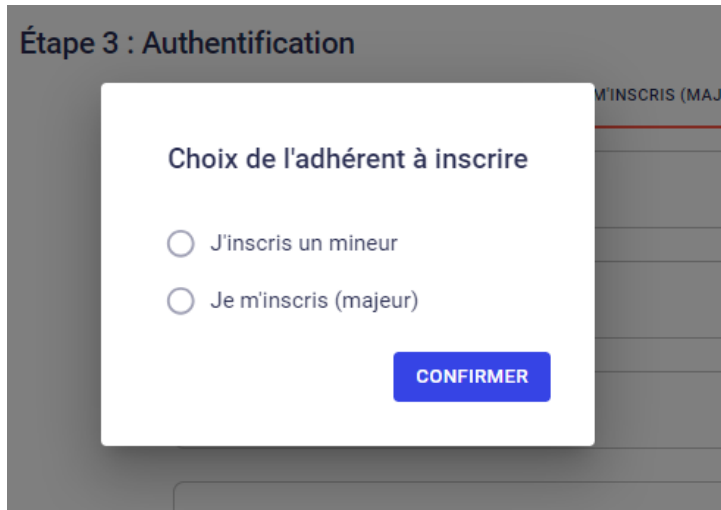 Étape 3 : Authentification
M'INSCRIS (MAJ
Choix de l'adhérent à inscrire
J'inscris un mineur
Je m'inscris (majeur)
CONFIRMER